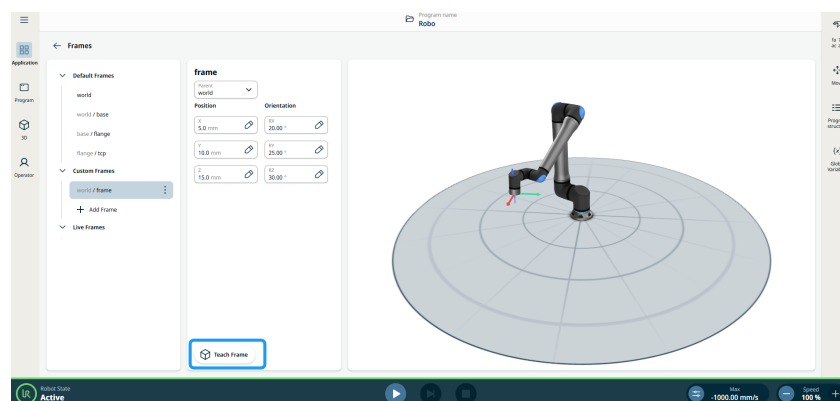 Program name
Robo
Application
Program
3D
Operator
Frames
Default Frames
world
world / base
base / flange
flange / tcp
Custom Frames
world / frame
Add Frame
Live Frames
frame
Parent
world
Position
Orientation
X
5.0 mm
RX
20.00 °
Y
10.0 mm
RY
25.00 °
Z
15.0 mm
RZ
30.00 °
Teach Frame
UR
Robot State
Active
Max
-1000.00 mm/s
Speed
100 %